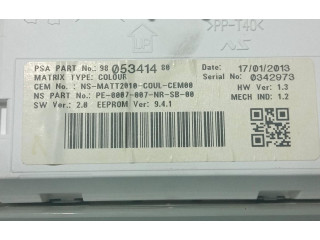 >PP-T40<
PSA PART No.: 98 053414 80
Date: 17/01/2013
MATRIX TYPE: COLOUR
Serial No: 0342973
CEM No.: NS-MATT2010-COUL-CEM00
HW Ver.: 1.3
NS PART No.: PE-0007-007-NR-SB-00
MECH IND: 1.2
SW Ver.: 2.0 EEPROM Ver.: 9.4.1